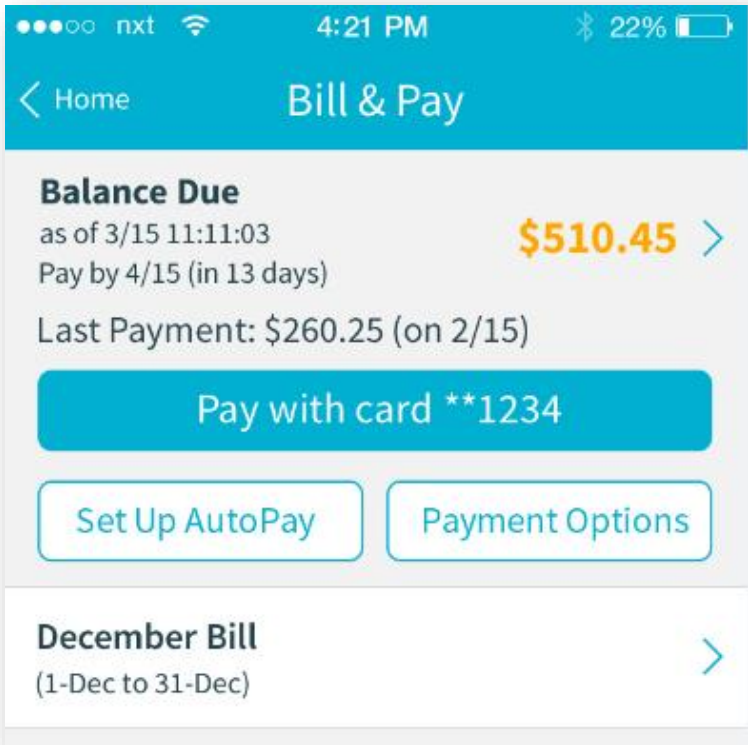 nxt 4:21 PM 22%
Home Bill & Pay
Balance Due
as of 3/15 11:11:03
$510.45
Pay by 4/15 (in 13 days)
Last Payment: $260.25 (on 2/15)
Pay with card **1234
Set Up AutoPay Payment Options
December Bill
(1-Dec to 31-Dec)